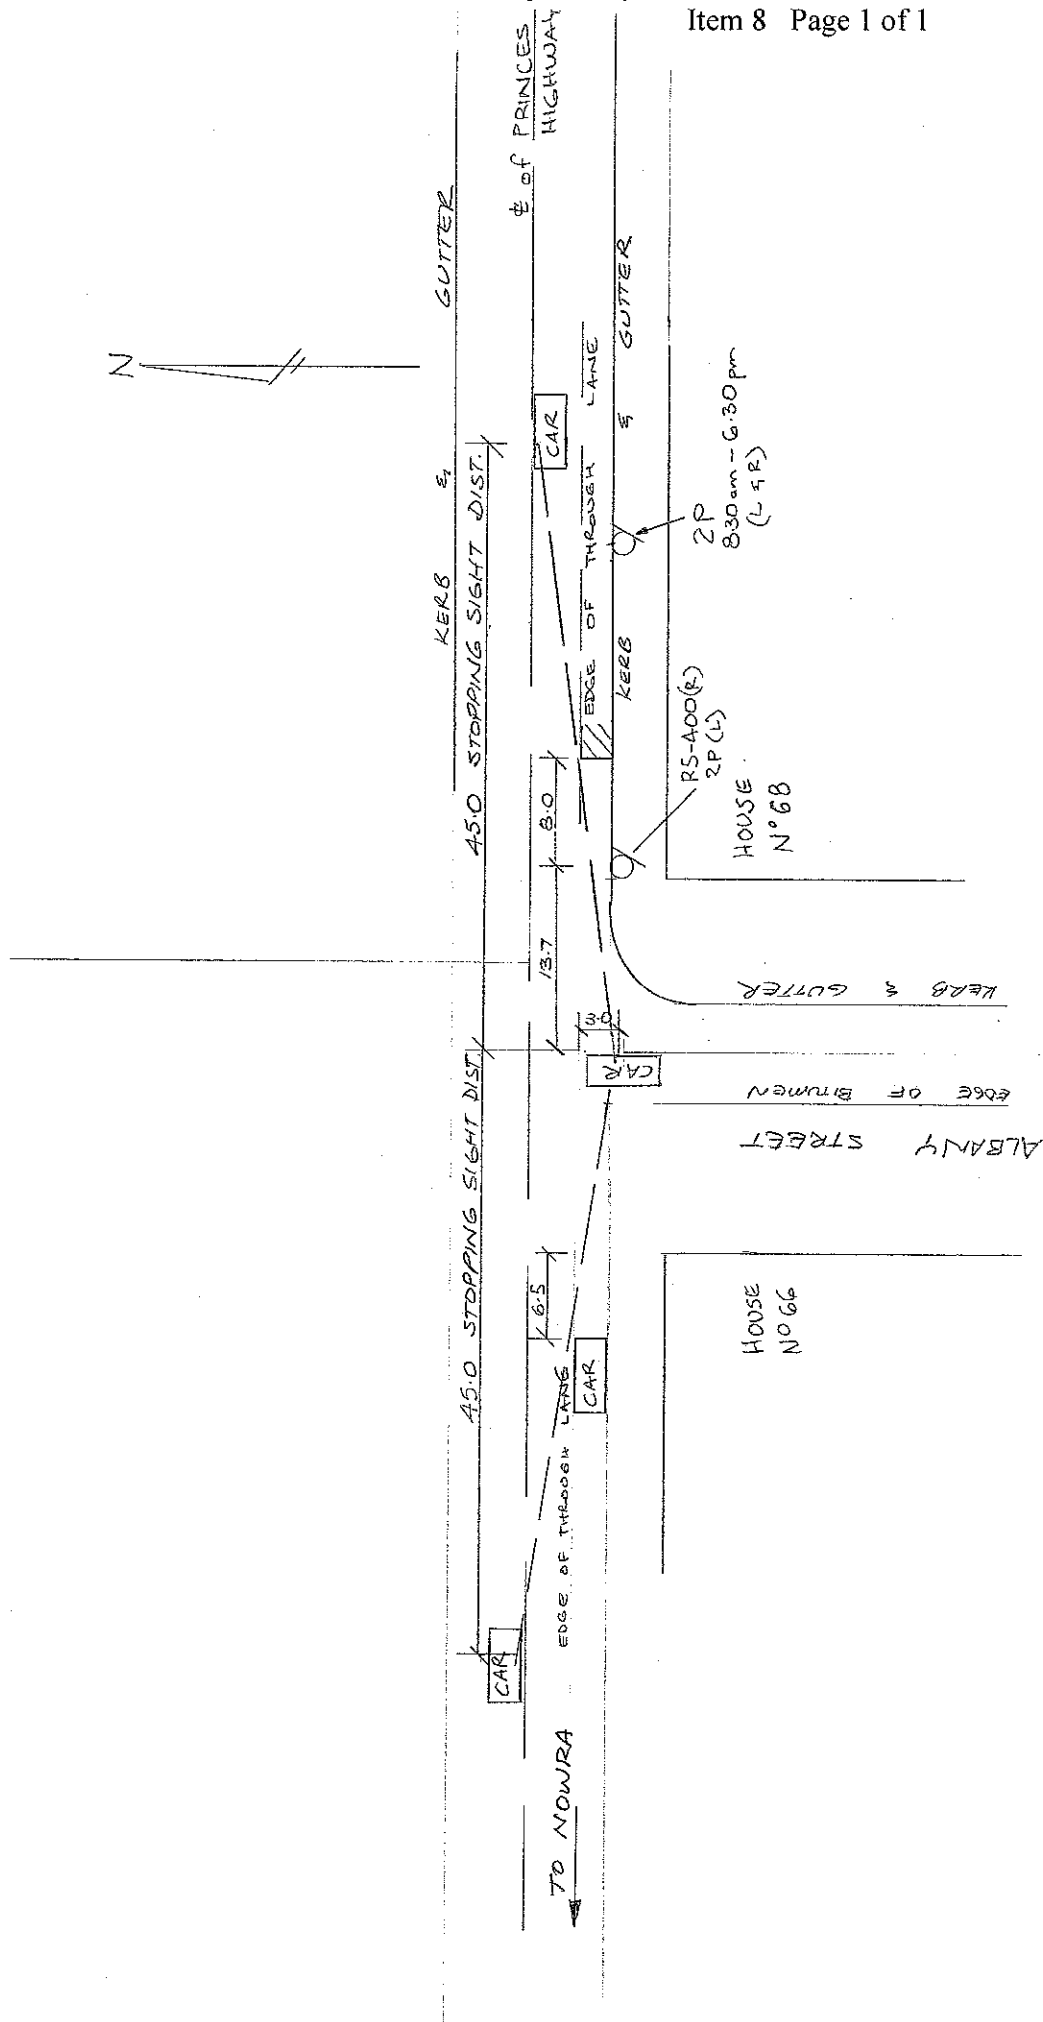 Item 8 Page 1 of 1
℄ of PRINCES
HIGHWAY
KERB & GUTTER
N
45.0 STOPPING SIGHT DIST.
CAR
EDGE OF THROUGH LANE
KERB & GUTTER
2P
8.30am - 6.30pm
(L & R)
R5-400(R)
2P(L)
HOUSE
Nº 68
8.0
13.7
3.0
KERB & GUTTER
CAR
EDGE OF BITUMEN
ALBANY STREET
45.0 STOPPING SIGHT DIST.
6.5
CAR
EDGE OF THROUGH LANE
HOUSE
Nº 66
CAR
TO NOWRA